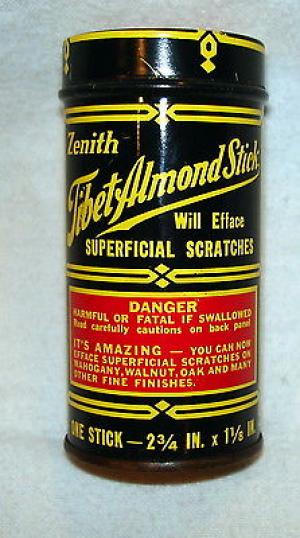 Zenith
Tibet Almond Stick
Will Efface
SUPERFICIAL SCRATCHES
DANGER
HARMFUL OR FATAL IF SWALLOWED
Read carefully cautions on back panel
IT'S AMAZING — YOU CAN NOW
EFFACE SUPERFICIAL SCRATCHES ON
MAHOGANY, WALNUT, OAK AND MANY
OTHER FINE FINISHES.
ONE STICK — 2¾ IN. x 1⅛ IN.